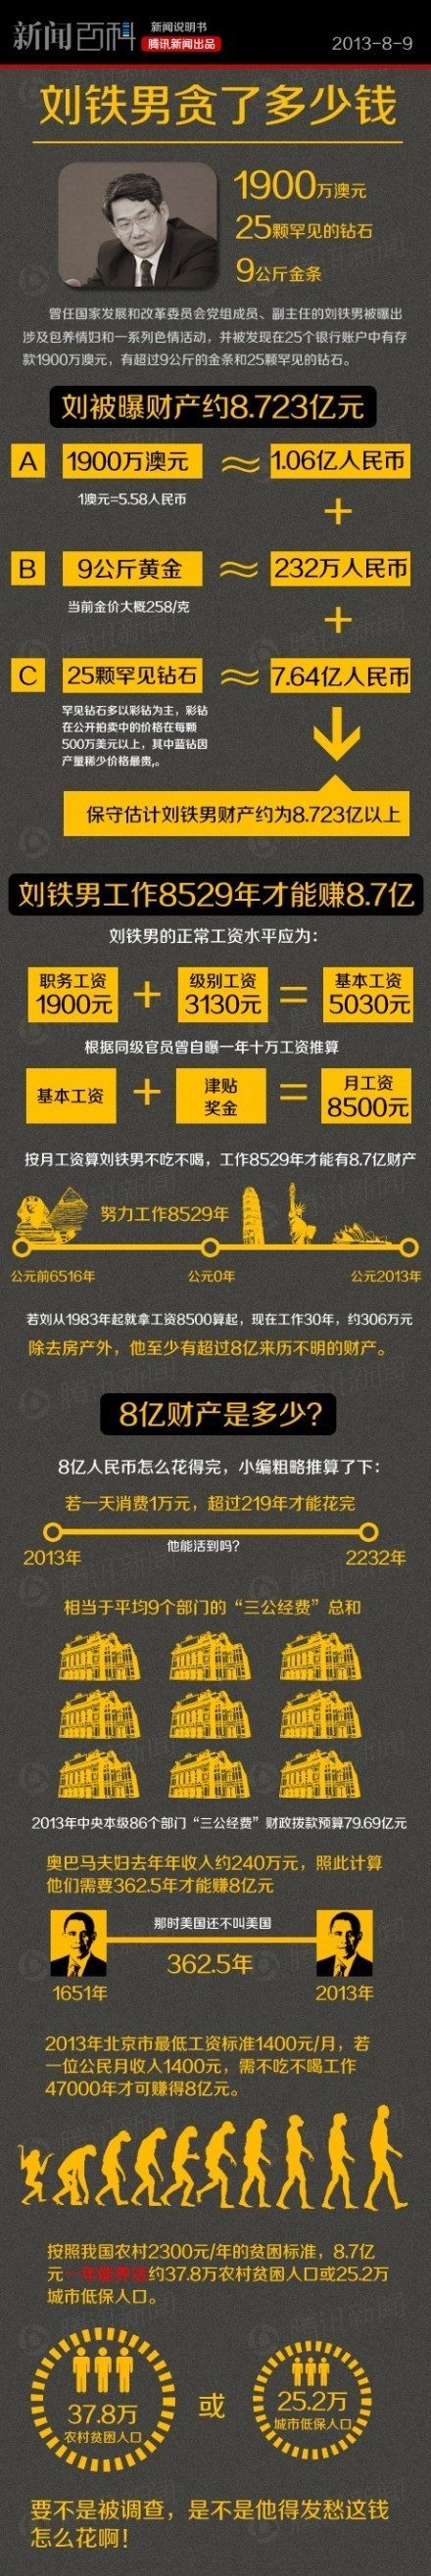 新闻百科
新闻说明书
腾讯新闻出品
2013-8-9
刘铁男贪了多少钱
1900万澳元
25颗罕见的钻石
9公斤金条
曾任国家发展和改革委员会党组成员、副主任的刘铁男被曝出
涉及包养情妇和一系列色情活动，并被发现在25个银行账户中有存
款1900万澳元，有超过9公斤的金条和25颗罕见的钻石。
刘被曝财产约8.723亿元
A 1900万澳元 ≈ 1.06亿人民币
1澳元=5.58人民币
+
B 9公斤黄金 ≈ 232万人民币
当前金价大概258/克
+
C 25颗罕见钻石 ≈ 7.64亿人民币
罕见钻石多以彩钻为主，彩钻
在公开拍卖中的价格在每颗
500万美元以上，其中蓝钻因
产量稀少价格最贵,。
保守估计刘铁男财产约为8.723亿以上
刘铁男工作8529年才能赚8.7亿
刘铁男的正常工资水平应为：
职务工资 级别工资 基本工资
1900元 + 3130元 = 5030元
根据同级官员曾自曝一年十万工资推算
基本工资 + 津贴 奖金 = 月工资 8500元
按月工资算刘铁男不吃不喝，工作8529年才能有8.7亿财产
努力工作8529年
公元前6516年 公元0年 公元2013年
若刘从1983年起就拿工资8500算起，现在工作30年，约306万元
除去房产外，他至少有超过8亿来历不明的财产。
8亿财产是多少？
8亿人民币怎么花得完，小编粗略推算了下：
若一天消费1万元，超过219年才能花完
他能活到吗？
2013年 2232年
相当于平均9个部门的“三公经费”总和
2013年中央本级86个部门“三公经费”财政拨款预算79.69亿元
奥巴马夫妇去年年收入约240万元，照此计算
他们需要362.5年才能赚8亿元
那时美国还不叫美国
362.5年
1651年 2013年
2013年北京市最低工资标准1400元/月，若
一位公民月收入1400元，需不吃不喝工作
47000年才可赚得8亿元。
按照我国农村2300元/年的贫困标准，8.7亿
元一年能养活约37.8万农村贫困人口或25.2万
城市低保人口。
37.8万
农村贫困人口
或
25.2万
城市低保人口
要不是被调查，是不是他得发愁这钱
怎么花啊！